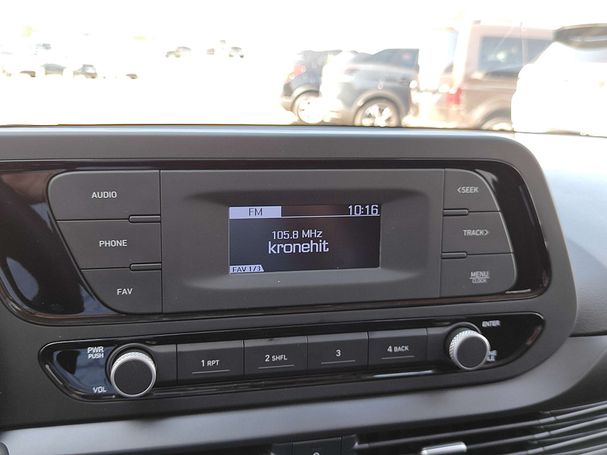 AUDIO
PHONE
FAV
FM 10:16
105.8 MHz
kronehit
FAV 1/3
<SEEK
TRACK>
MENU
CLOCK
PWR
PUSH
VOL
1 RPT
2 SHFL
3
4 BACK
ENTER